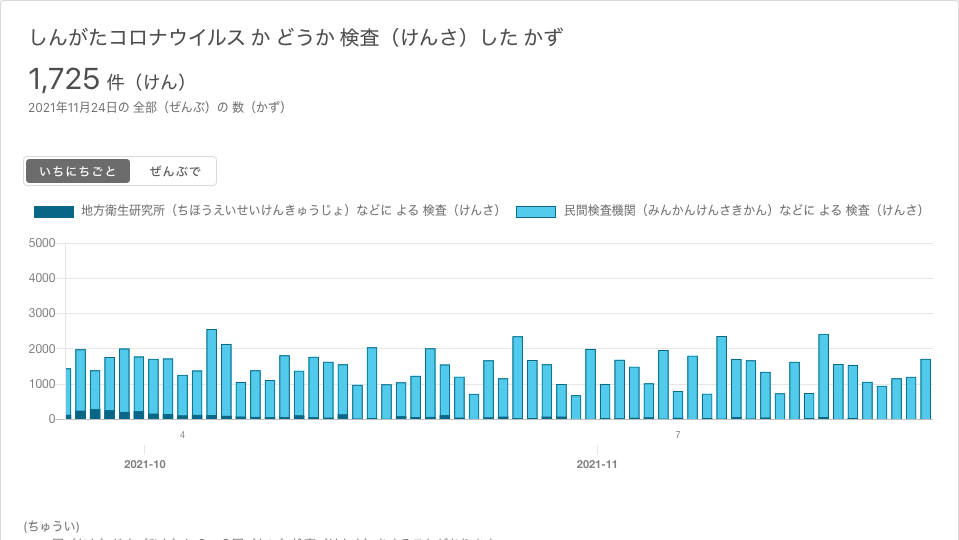 しんがたコロナウイルス か どうか 検査（けんさ）した かず
1,725 件（けん）
2021年11月24日の 全部（ぜんぶ）の 数（かず）
いちにちごと ぜんぶで
地方衛生研究所（ちほうえいせいけんきゅうじょ）などに よる 検査（けんさ） 民間検査機関（みんかんけんさきかん）などに よる 検査（けんさ）
5000
4000
3000
2000
1000
0
4 7
2021-10 2021-11
(ちゅうい)